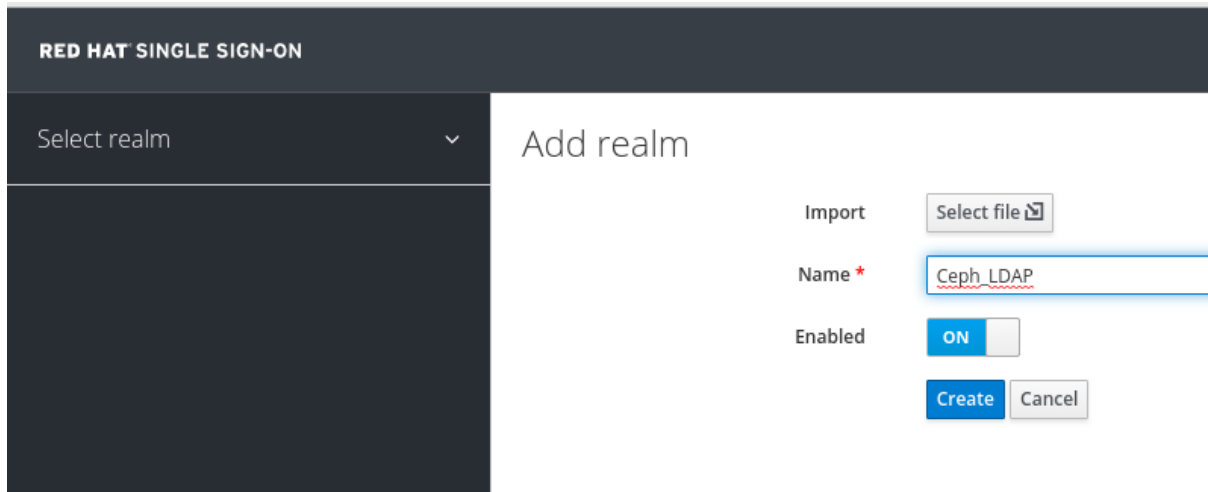 RED HAT SINGLE SIGN-ON
Select realm
Add realm
Import
Select file
Name *
Ceph_LDAP
Enabled
ON
Create
Cancel